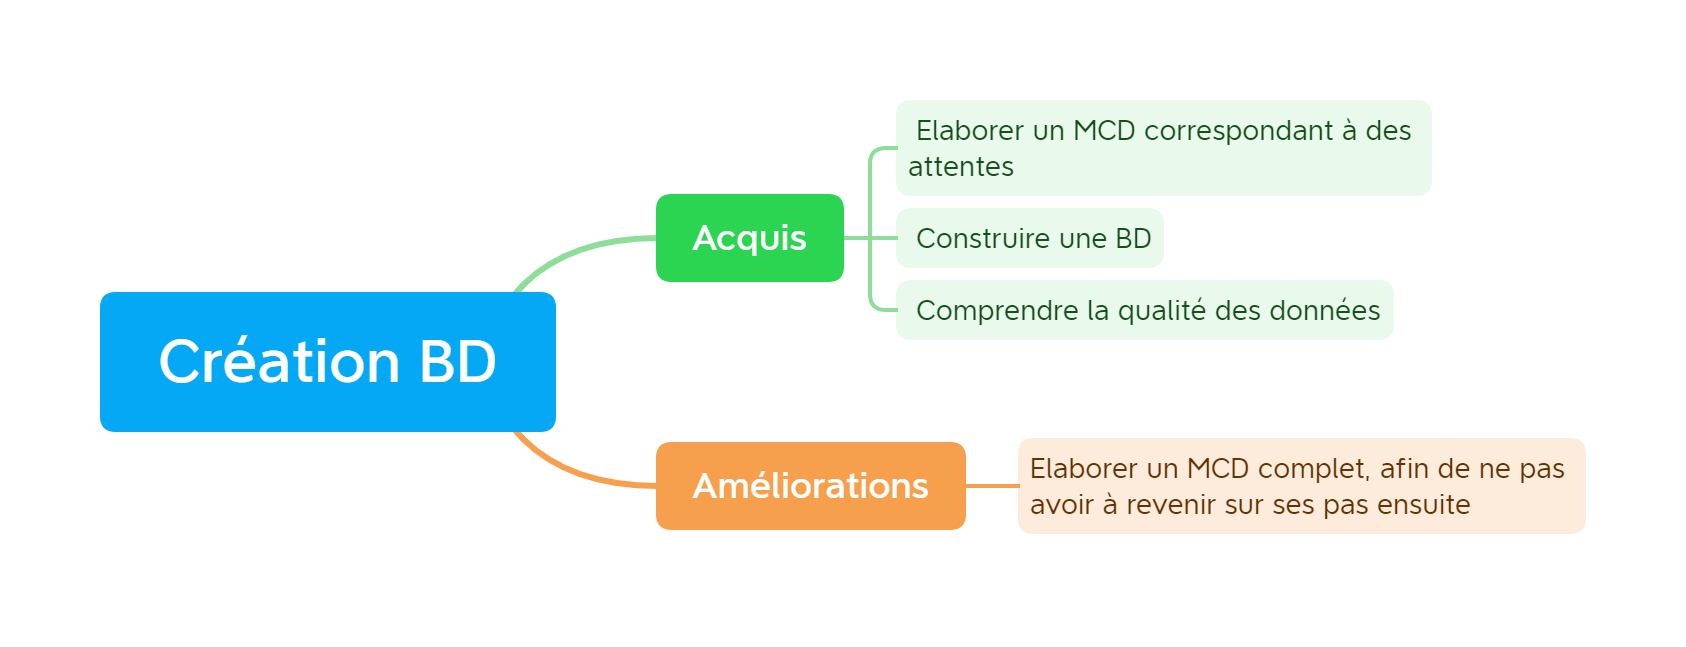 Création BD
Acquis
Elaborer un MCD correspondant à des
attentes
Construire une BD
Comprendre la qualité des données
Améliorations
Elaborer un MCD complet, afin de ne pas
avoir à revenir sur ses pas ensuite